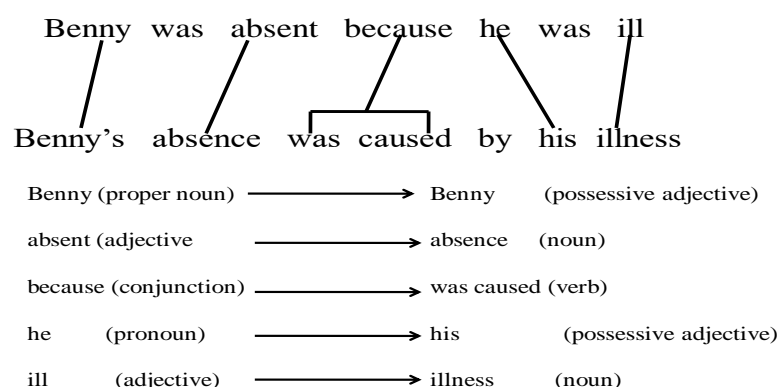 Benny was absent because he was ill
Benny's absence was caused by his illness
Benny (proper noun) Benny (possessive adjective)
absent (adjective absence (noun)
because (conjunction) was caused (verb)
he (pronoun) his (possessive adjective)
ill (adjective) illness (noun)